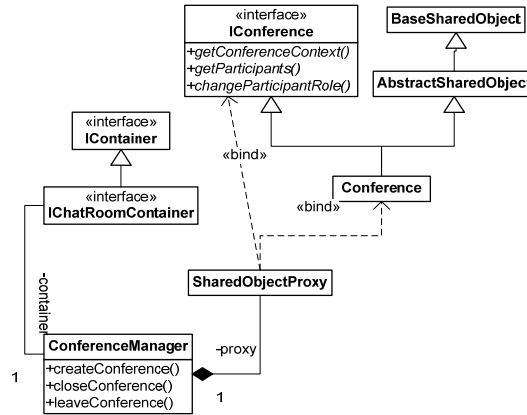 «interface»
IConference
+getConferenceContext()
+getParticipants()
+changeParticipantRole()
BaseSharedObject
AbstractSharedObject
«interface»
IContainer
«bind»
«interface»
IChatRoomContainer
Conference
«bind»
SharedObjectProxy
-container
ConferenceManager
+createConference()
+closeConference()
+leaveConference()
-proxy
1
1